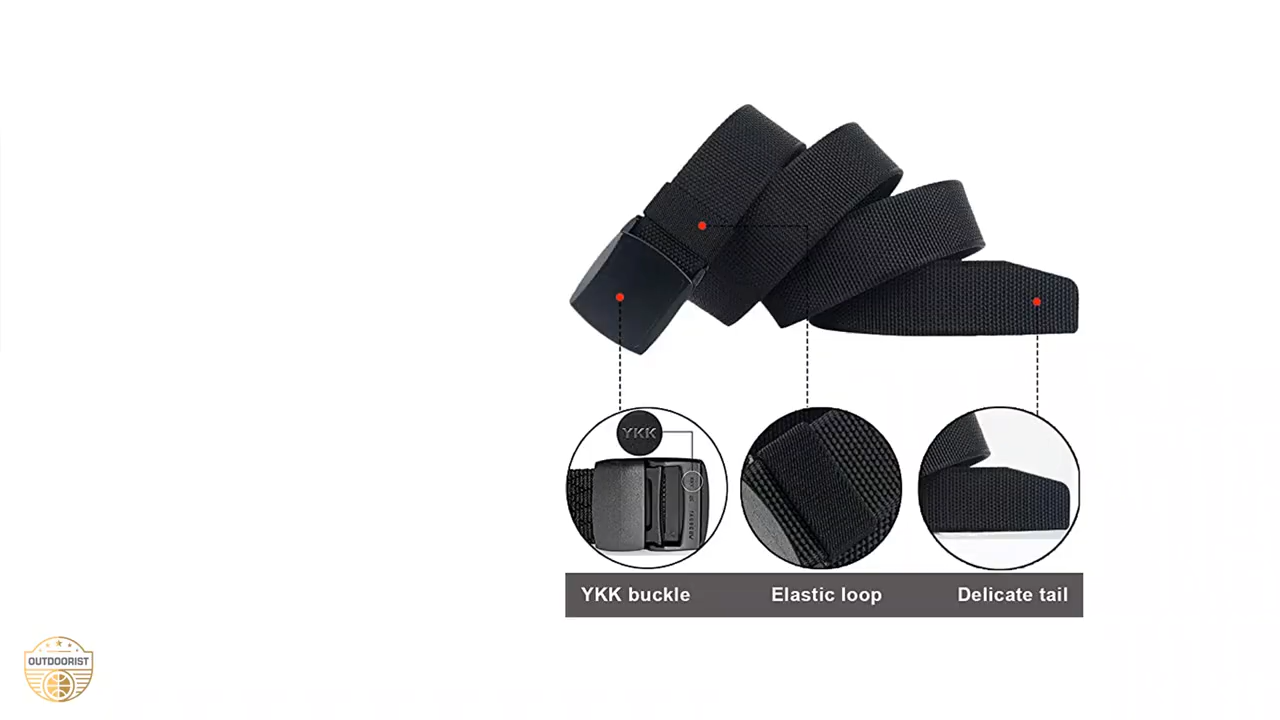 YKK
YKK buckle
Elastic loop
Delicate tail
OUTDOORIST